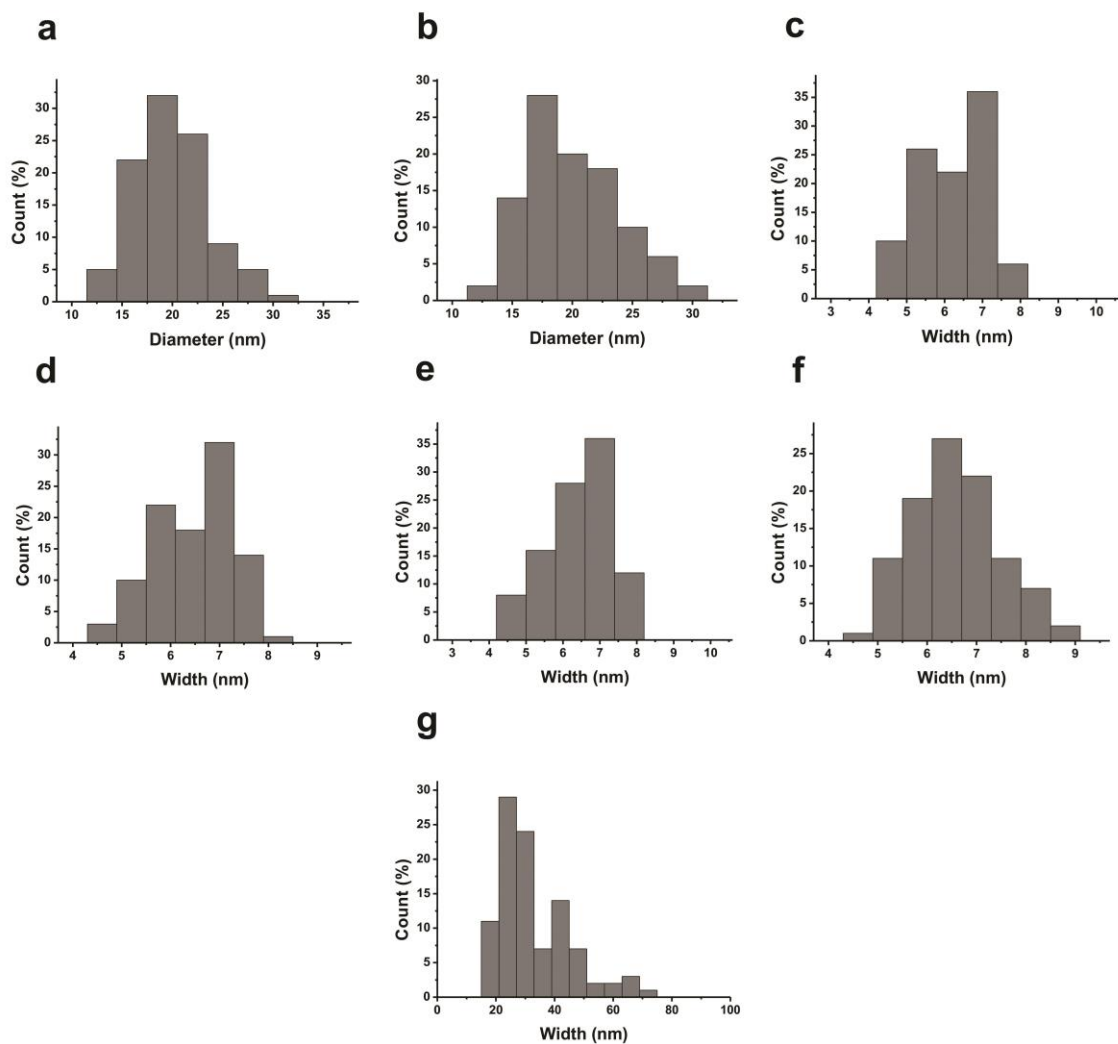 a
b
c
30
25
20
15
10
5
0
Count (%)
10 15 20 25 30 35
Diameter (nm)
30
25
20
15
10
5
0
Count (%)
10 15 20 25 30
Diameter (nm)
35
30
25
20
15
10
5
0
Count (%)
3 4 5 6 7 8 9 10
Width (nm)
d
e
f
30
25
20
15
10
5
0
Count (%)
4 5 6 7 8 9
Width (nm)
35
30
25
20
15
10
5
0
Count (%)
3 4 5 6 7 8 9 10
Width (nm)
25
20
15
10
5
0
Count (%)
4 5 6 7 8 9
Width (nm)
g
30
25
20
15
10
5
0
Count (%)
0 20 40 60 80 100
Width (nm)